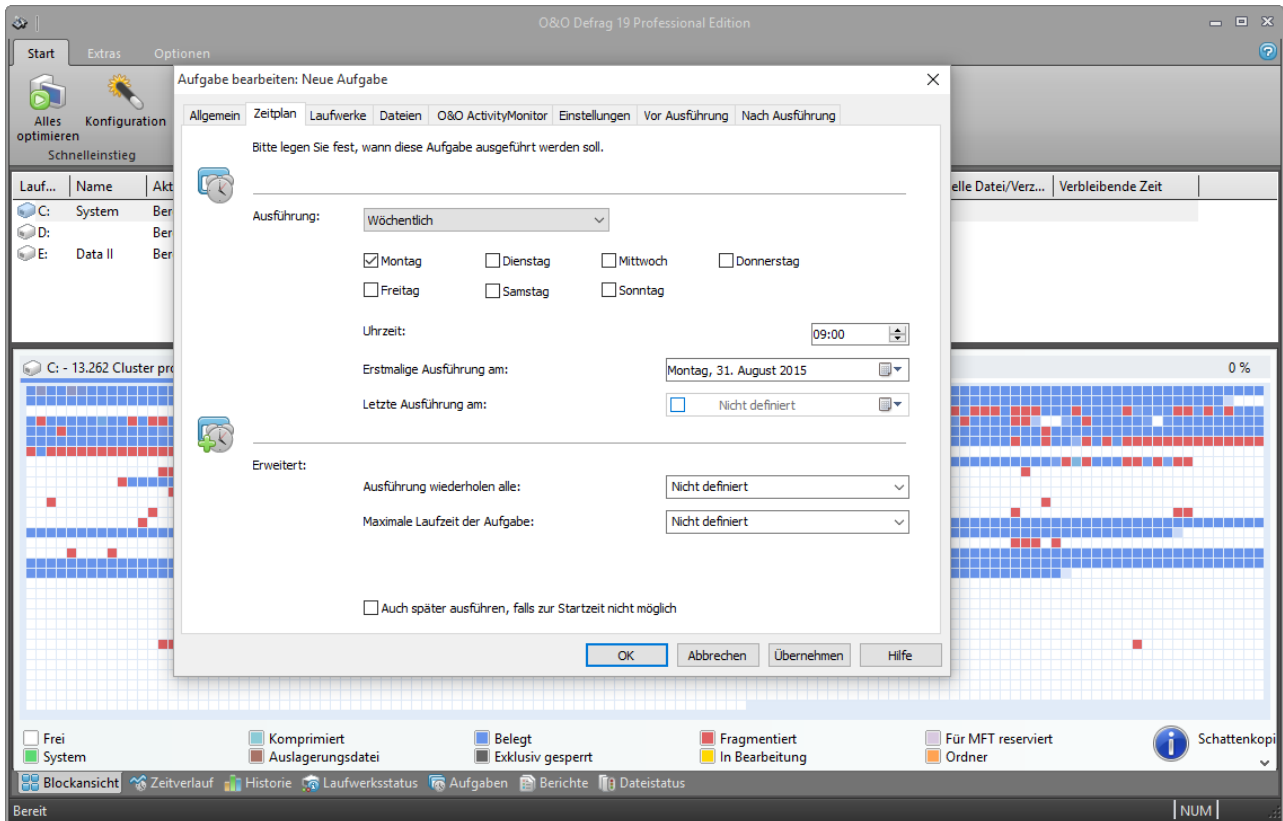 O&O Defrag 19 Professional Edition
Start Extras Optionen
Alles optimieren
Konfiguration
Schnelleinstieg
Aufgabe bearbeiten: Neue Aufgabe
Allgemein Zeitplan Laufwerke Dateien O&O ActivityMonitor Einstellungen Vor Ausführung Nach Ausführung
Bitte legen Sie fest, wann diese Aufgabe ausgeführt werden soll.
Lauf... Name Akt elle Datei/Verz... Verbleibende Zeit
C: System Ber
D: Ber
E: Data II Ber
Ausführung: Wöchentlich
Montag Dienstag Mittwoch Donnerstag
Freitag Samstag Sonntag
Uhrzeit: 09:00
Erstmalige Ausführung am: Montag, 31. August 2015
Letzte Ausführung am: Nicht definiert
Erweitert:
Ausführung wiederholen alle: Nicht definiert
Maximale Laufzeit der Aufgabe: Nicht definiert
Auch später ausführen, falls zur Startzeit nicht möglich
OK Abbrechen Übernehmen Hilfe
C: - 13.262 Cluster pro 0 %
Frei Komprimiert Belegt Fragmentiert Für MFT reserviert Schattenkopi
System Auslagerungsdatei Exklusiv gesperrt In Bearbeitung Ordner
Blockansicht Zeitverlauf Historie Laufwerksstatus Aufgaben Berichte Dateistatus
Bereit NUM